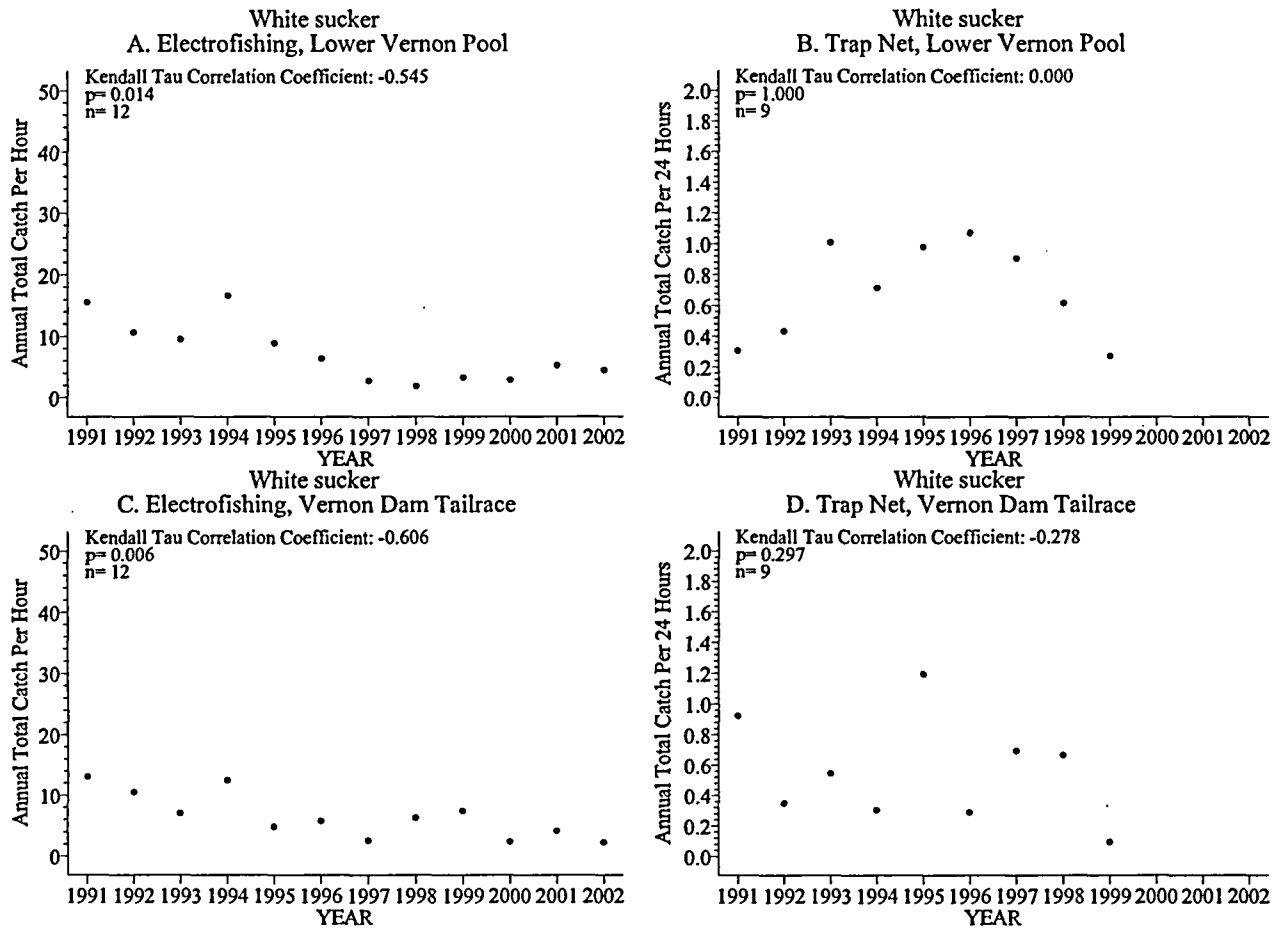 White sucker
A. Electrofishing, Lower Vernon Pool
Kendall Tau Correlation Coefficient: -0.545
p= 0.014
n= 12
Annual Total Catch Per Hour
50
40
30
20
10
0
1991 1992 1993 1994 1995 1996 1997 1998 1999 2000 2001 2002
YEAR
White sucker
B. Trap Net, Lower Vernon Pool
Kendall Tau Correlation Coefficient: 0.000
p= 1.000
n= 9
Annual Total Catch Per 24 Hours
2.0
1.8
1.6
1.4
1.2
1.0
0.8
0.6
0.4
0.2
0.0
1991 1992 1993 1994 1995 1996 1997 1998 1999 2000 2001 2002
YEAR
White sucker
C. Electrofishing, Vernon Dam Tailrace
Kendall Tau Correlation Coefficient: -0.606
p= 0.006
n= 12
Annual Total Catch Per Hour
50
40
30
20
10
0
1991 1992 1993 1994 1995 1996 1997 1998 1999 2000 2001 2002
YEAR
White sucker
D. Trap Net, Vernon Dam Tailrace
Kendall Tau Correlation Coefficient: -0.278
p= 0.297
n= 9
Annual Total Catch Per 24 Hours
2.0
1.8
1.6
1.4
1.2
1.0
0.8
0.6
0.4
0.2
0.0
1991 1992 1993 1994 1995 1996 1997 1998 1999 2000 2001 2002
YEAR